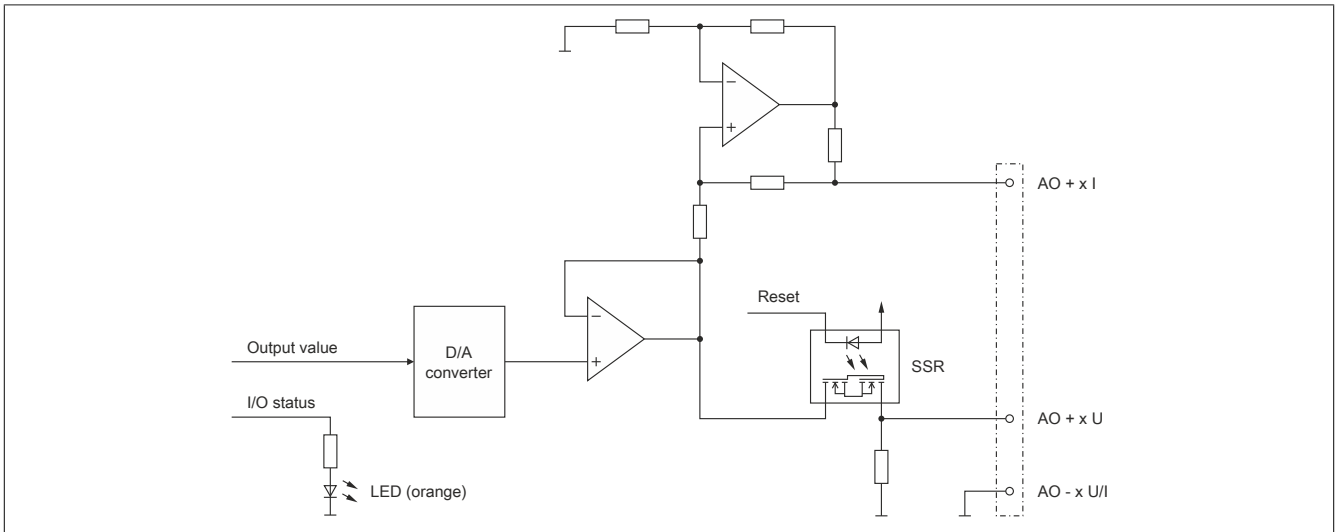 −
+
AO + x I
Reset
−
+
Output value
D/A
converter
SSR
I/O status
AO + x U
LED (orange)
AO - x U/I